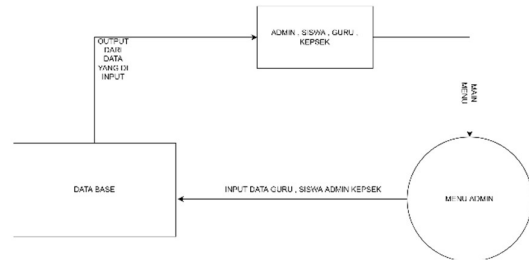 OUTPUT
DARI
DATA
YANG DI
INPUT
ADMIN , SISWA , GURU ,
KEPSEK
MAIN
MENU
DATA BASE
INPUT DATA GURU , SISWA ADMIN KEPSEK
MENU ADMIN